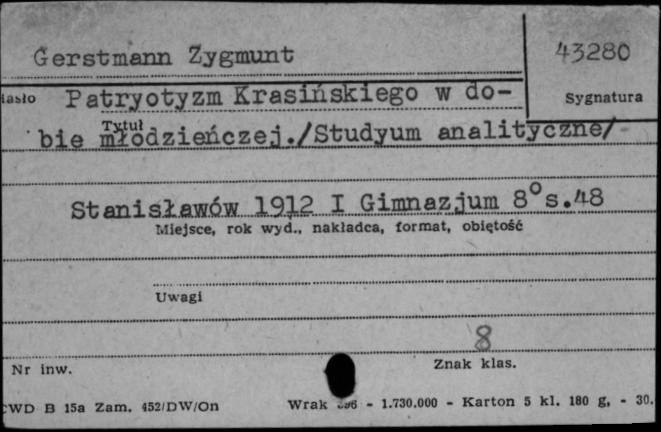 Gerstmann Zygmunt
43280
Sygnatura
Patryotyzm Krasińskiego w do-
Tytuł
bie młodzieńczej./Studyum analityczne/
Stanisławów 1912 I Gimnazjum 8° s.48
Miejsce, rok wyd., nakładca, format, objętość
Uwagi
8
Nr inw.
Znak klas.
CWD B 15a Zam. 452/DW/On
Wrak - 1.730.000 - Karton 5 kl. 180 g, - 30.